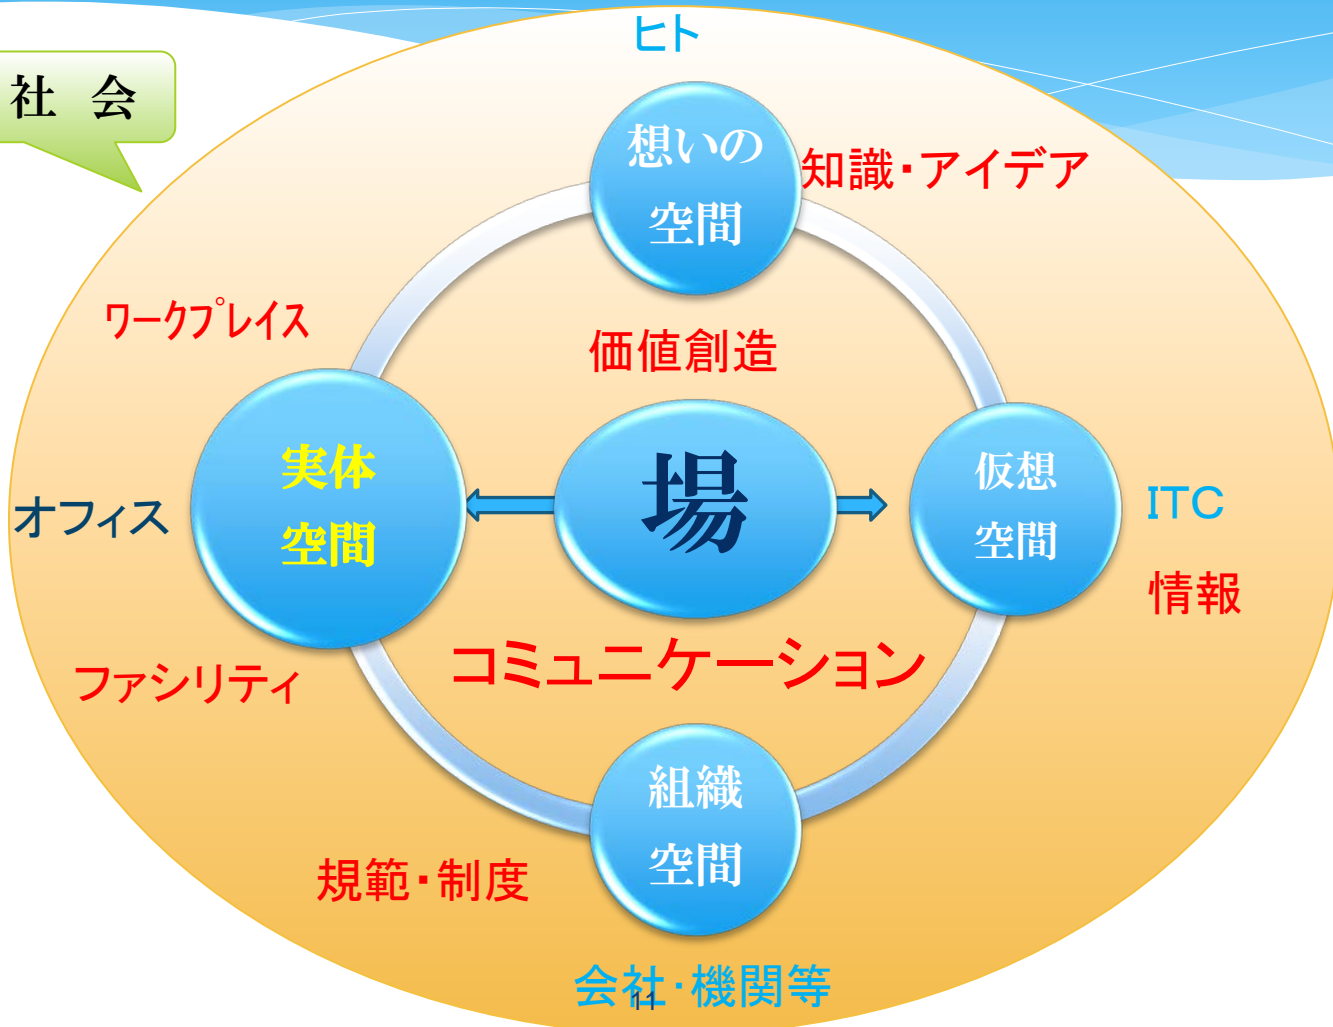 ヒト
社 会
想いの
空間
知識・アイデア
ワークプレイス
価値創造
実体
空間
場
仮想
空間
オフィス
ITC
情報
コミュニケーション
ファシリティ
組織
空間
規範・制度
会社・機関等
11